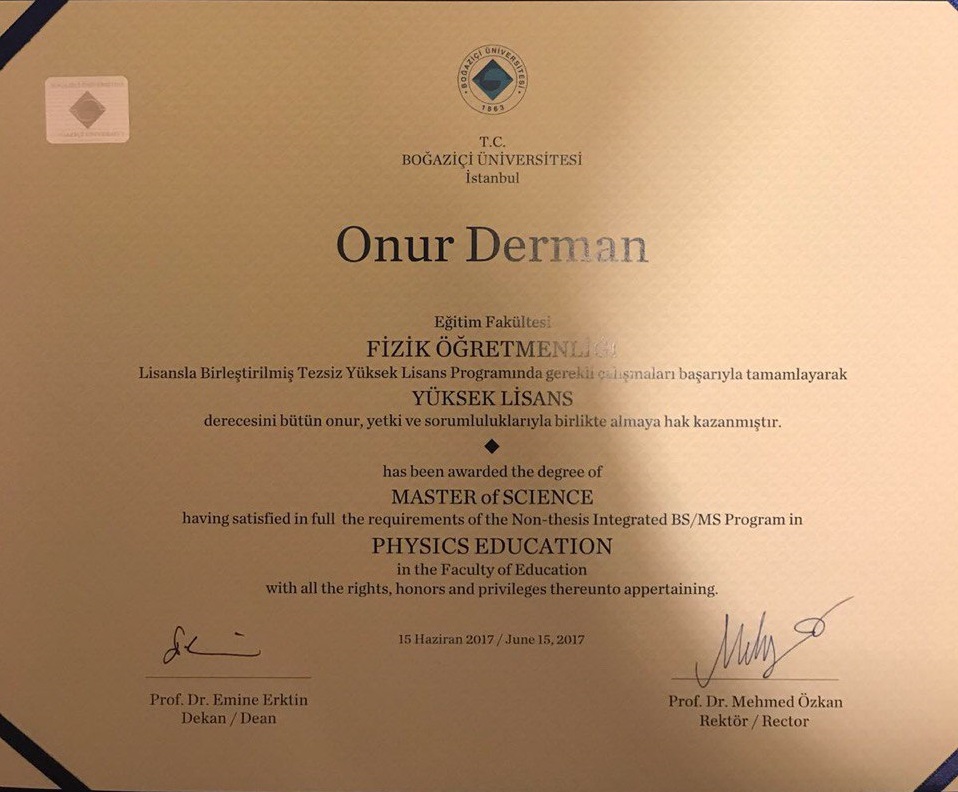 BOĞAZİÇİ ÜNİVERSİTESİ
1863
T.C.
BOĞAZİÇİ ÜNİVERSİTESİ
İstanbul
Onur Derman
Eğitim Fakültesi
FİZİK ÖĞRETMENLİĞİ
Lisansla Birleştirilmiş Tezsiz Yüksek Lisans Programında gerekli çalışmaları başarıyla tamamlayarak
YÜKSEK LİSANS
derecesini bütün onur, yetki ve sorumluluklarıyla birlikte almaya hak kazanmıştır.
has been awarded the degree of
MASTER of SCIENCE
having satisfied in full the requirements of the Non-thesis Integrated BS/MS Program in
PHYSICS EDUCATION
in the Faculty of Education
with all the rights, honors and privileges thereunto appertaining.
15 Haziran 2017 / June 15, 2017
Prof. Dr. Emine Erktin
Dekan / Dean
Prof. Dr. Mehmed Özkan
Rektör / Rector